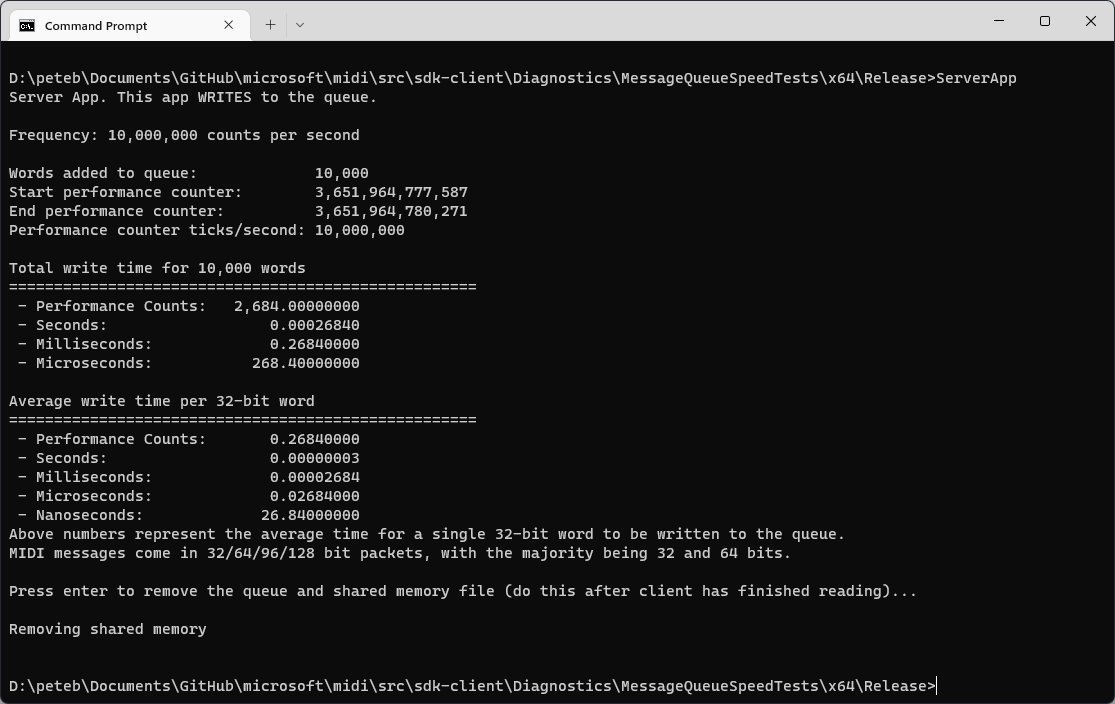 Command Prompt
D:\peteb\Documents\GitHub\microsoft\midi\src\sdk-client\Diagnostics\MessageQueueSpeedTests\x64\Release>ServerApp
Server App. This app WRITES to the queue.
Frequency: 10,000,000 counts per second
Words added to queue: 10,000
Start performance counter: 3,651,964,777,587
End performance counter: 3,651,964,780,271
Performance counter ticks/second: 10,000,000
Total write time for 10,000 words
====================================================
- Performance Counts: 2,684.00000000
- Seconds: 0.00026840
- Milliseconds: 0.26840000
- Microseconds: 268.40000000
Average write time per 32-bit word
====================================================
- Performance Counts: 0.26840000
- Seconds: 0.00000003
- Milliseconds: 0.00002684
- Microseconds: 0.02684000
- Nanoseconds: 26.84000000
Above numbers represent the average time for a single 32-bit word to be written to the queue.
MIDI messages come in 32/64/96/128 bit packets, with the majority being 32 and 64 bits.
Press enter to remove the queue and shared memory file (do this after client has finished reading)...
Removing shared memory
D:\peteb\Documents\GitHub\microsoft\midi\src\sdk-client\Diagnostics\MessageQueueSpeedTests\x64\Release>